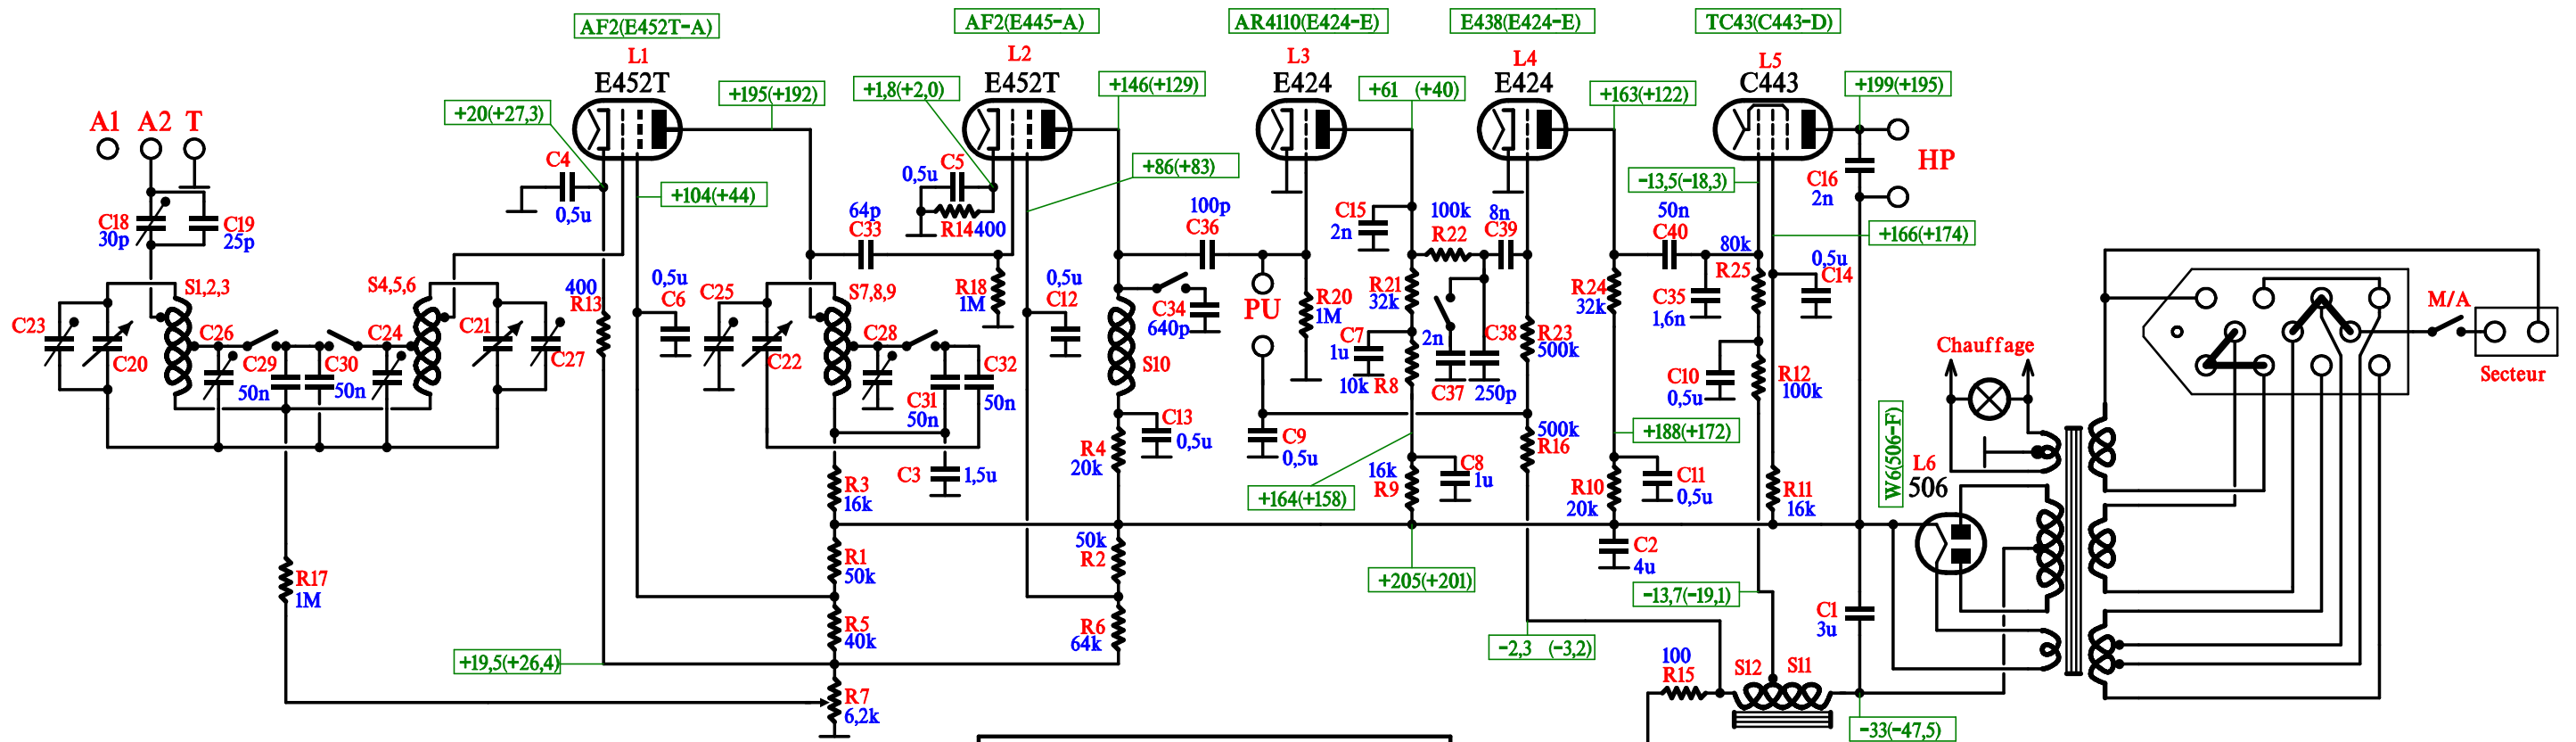 AF2(E452T-A)
AF2(E445-A)
AR4110(E424-E)
E438(E424-E)
TC43(C443-D)
L1
E452T
L2
E452T
L3
E424
L4
E424
L5
C443
+20(+27,3)
+195(+192)
+1,8(+2,0)
+146(+129)
+61 (+40)
+163(+122)
+199(+195)
A1 A2 T
C4
0,5u
+104(+44)
0,5u
C5
R14 400
+86(+83)
-13,5(-18,3)
C16
2n
HP
C18
30p
C19
25p
64p
C33
100p
C36
C15
2n
100k
R22
8n
C39
50n
C40
80k
R25
+166(+174)
0,5u
C14
S1,2,3
S4,5,6
400
R13
0,5u
C6
C25
S7,8,9
R18
1M
0,5u
C12
C34
640p
PU
R20
1M
R21
32k
R24
32k
C35
1,6n
C23
C20
C26
C29
50n
C30
50n
C24
C21
C27
C22
C28
C31
50n
C32
50n
S10
C7
1u
10k R8
2n
C37
C38
250p
R23
500k
C10
0,5u
R12
100k
M/A
Secteur
Chauffage
C13
0,5u
R4
20k
C9
0,5u
500k
R16
+188(+172)
C3
1,5u
R3
16k
+164(+158)
16k
R9
C8
1u
R10
20k
C11
0,5u
R11
16k
W6(506-F)
L6
506
R17
1M
R1
50k
50k
R2
+205(+201)
C2
4u
-13,7(-19,1)
C1
3u
R5
40k
R6
64k
+19,5(+26,4)
-2,3 (-3,2)
100
R15
S12
S11
R7
6,2k
-33(-47,5)